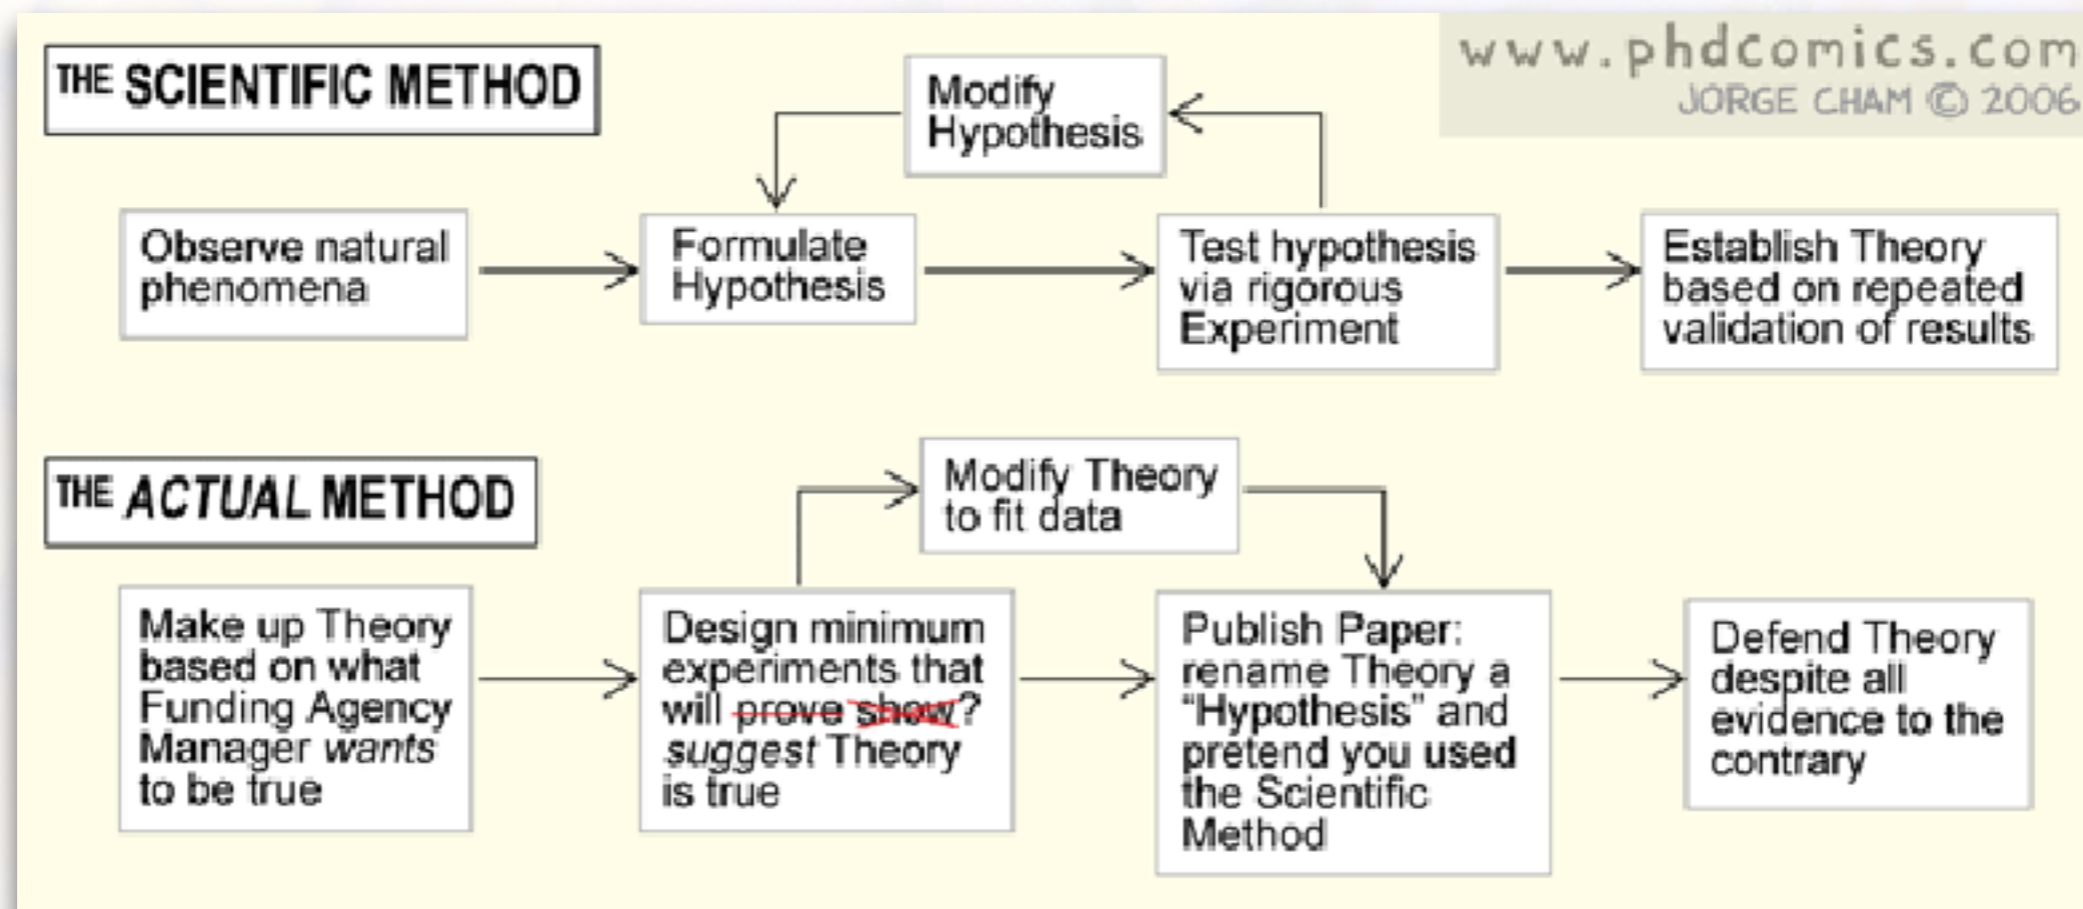 THE SCIENTIFIC METHOD
www.phdcomics.com
JORGE CHAM © 2006
Modify
Hypothesis
Observe natural
phenomena
Formulate
Hypothesis
Test hypothesis
via rigorous
Experiment
Establish Theory
based on repeated
validation of results
THE ACTUAL METHOD
Modify Theory
to fit data
Make up Theory
based on what
Funding Agency
Manager wants
to be true
Design minimum
experiments that
will prove show?
suggest Theory
is true
Publish Paper:
rename Theory a
“Hypothesis” and
pretend you used
the Scientific
Method
Defend Theory
despite all
evidence to the
contrary